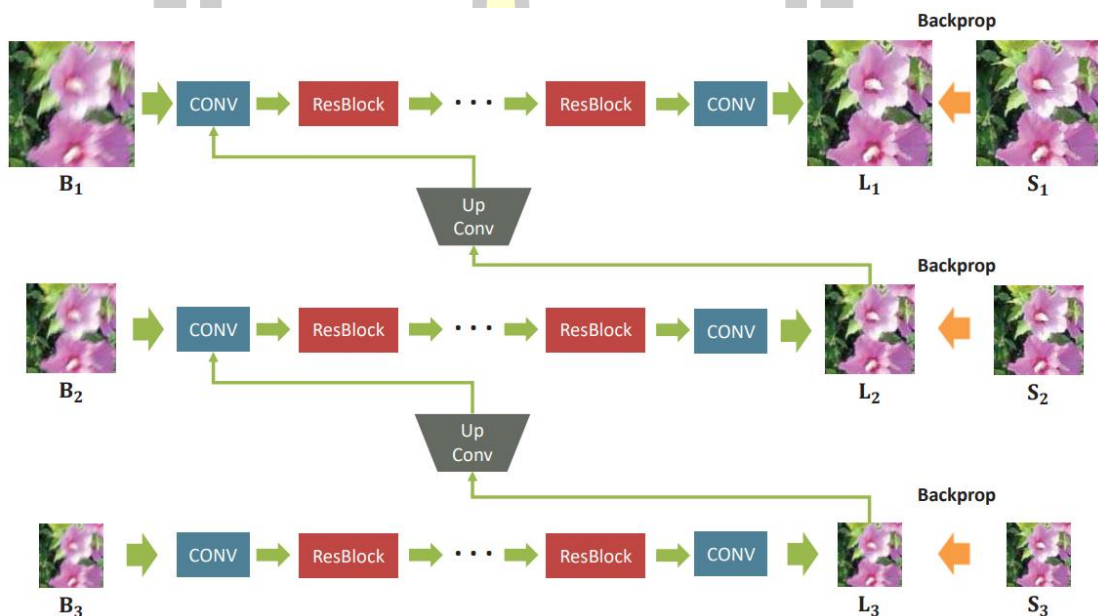 Backprop
CONV
ResBlock
· · ·
ResBlock
CONV
B₁
L₁
S₁
Up
Conv
Backprop
CONV
ResBlock
· · ·
ResBlock
CONV
B₂
L₂
S₂
Up
Conv
Backprop
CONV
ResBlock
· · ·
ResBlock
CONV
B₃
L₃
S₃